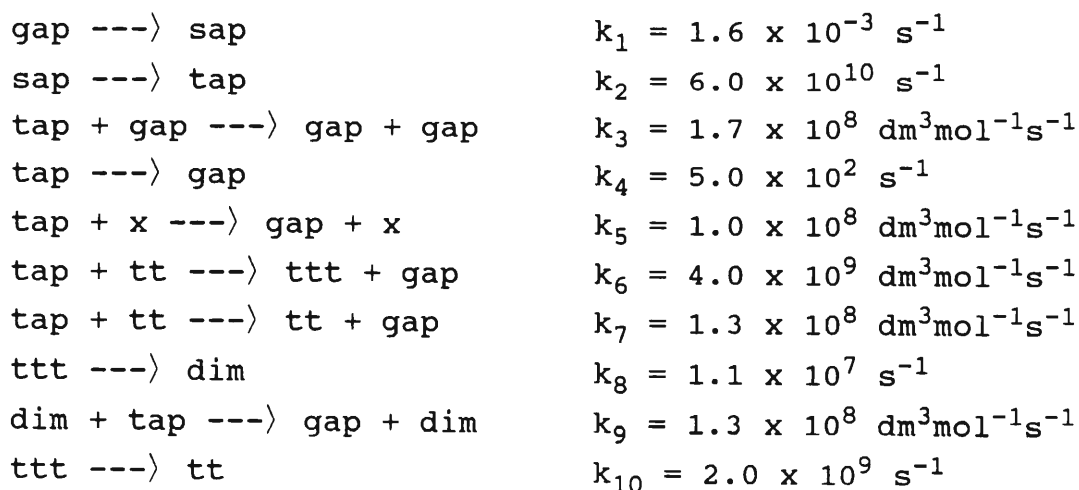 gap ---⟩ sap k₁ = 1.6 x 10⁻³ s⁻¹
sap ---⟩ tap k₂ = 6.0 x 10¹⁰ s⁻¹
tap + gap ---⟩ gap + gap k₃ = 1.7 x 10⁸ dm³mol⁻¹s⁻¹
tap ---⟩ gap k₄ = 5.0 x 10² s⁻¹
tap + x ---⟩ gap + x k₅ = 1.0 x 10⁸ dm³mol⁻¹s⁻¹
tap + tt ---⟩ ttt + gap k₆ = 4.0 x 10⁹ dm³mol⁻¹s⁻¹
tap + tt ---⟩ tt + gap k₇ = 1.3 x 10⁸ dm³mol⁻¹s⁻¹
ttt ---⟩ dim k₈ = 1.1 x 10⁷ s⁻¹
dim + tap ---⟩ gap + dim k₉ = 1.3 x 10⁸ dm³mol⁻¹s⁻¹
ttt ---⟩ tt k₁₀ = 2.0 x 10⁹ s⁻¹